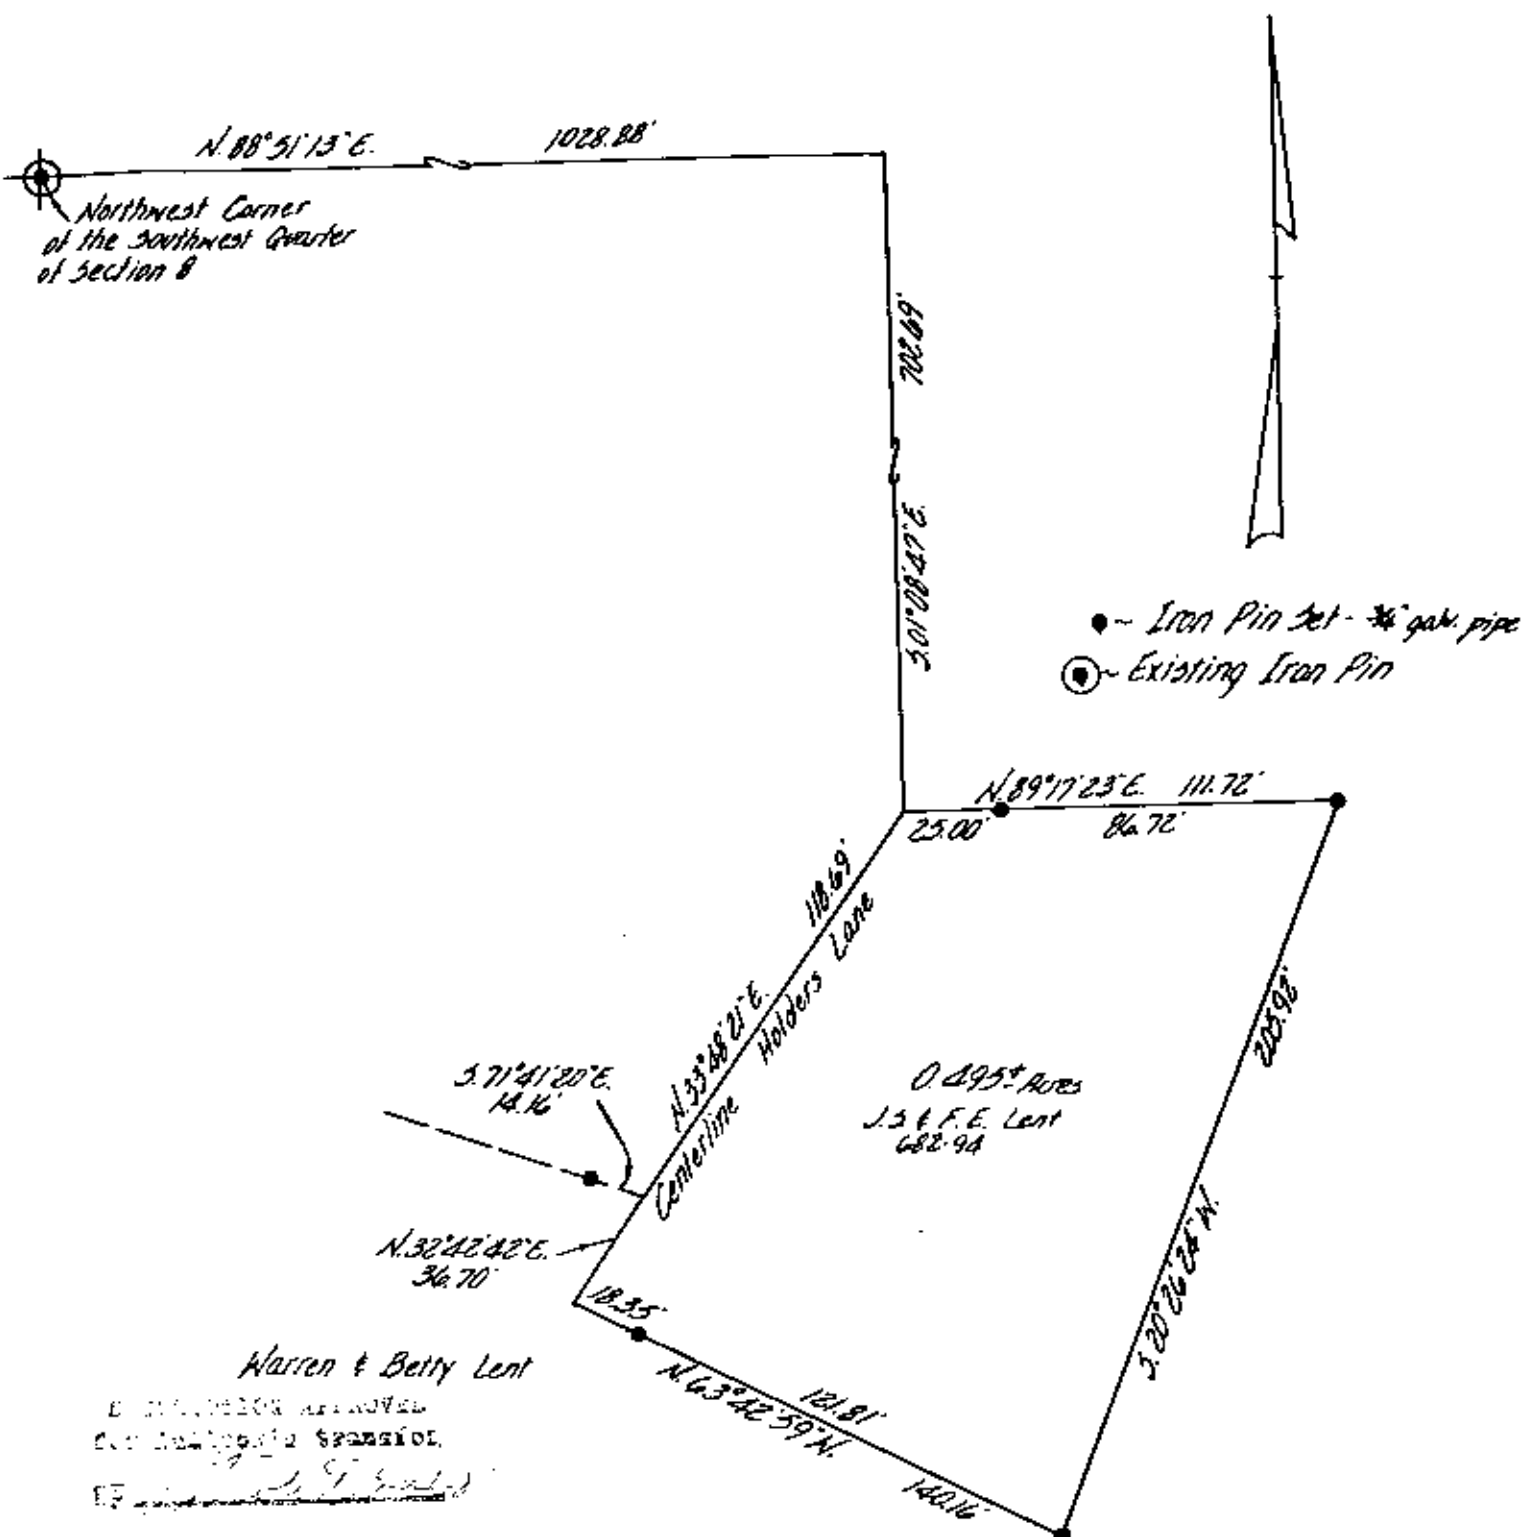 N. 88° 51' 13" E. 1028.88'
Northwest Corner
of the Southwest Quarter
of Section 8
702.69'
S. 01° 08' 47" E.
~ Iron Pin Set - ¾" galv. pipe
~ Existing Iron Pin
N. 89° 17' 23" E. 111.72'
25.00' 86.72'
118.69'
N. 33° 48' 21" E.
Centerline Holders Lane
205.92'
S. 20° 26' 24" W.
S. 71° 41' 20" E.
14.16'
0.495± Acres
J.S & F.E. Lent
682-94
N. 32° 42' 42" E.
36.70'
18.35'
121.81'
N. 63° 42' 59" W.
140.16'
Warren & Betty Lent